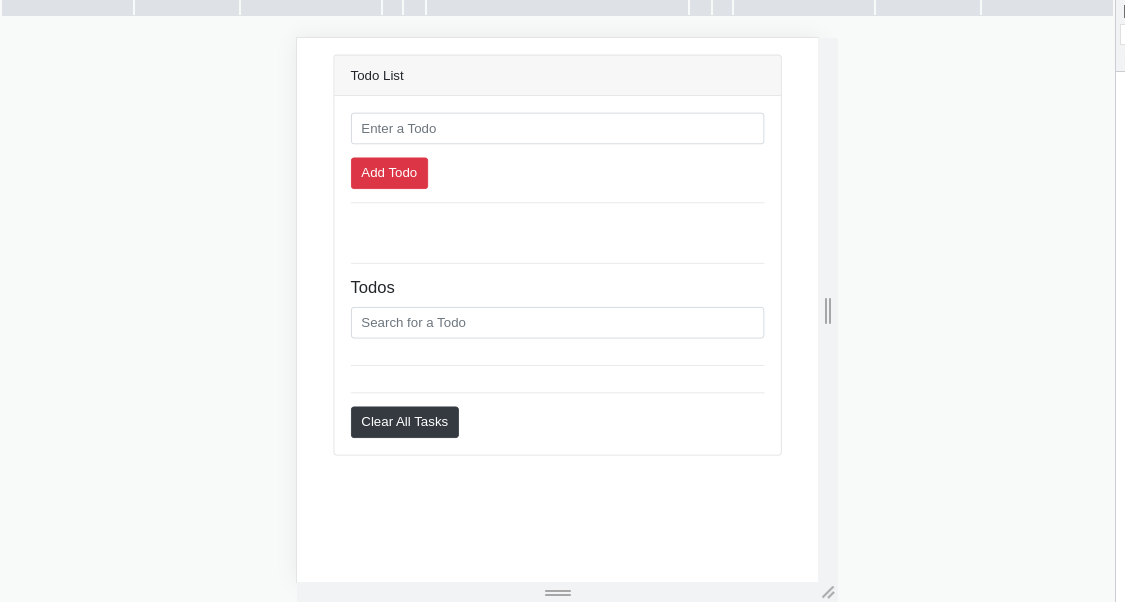 Todo List
Enter a Todo
Add Todo
Todos
Search for a Todo
Clear All Tasks